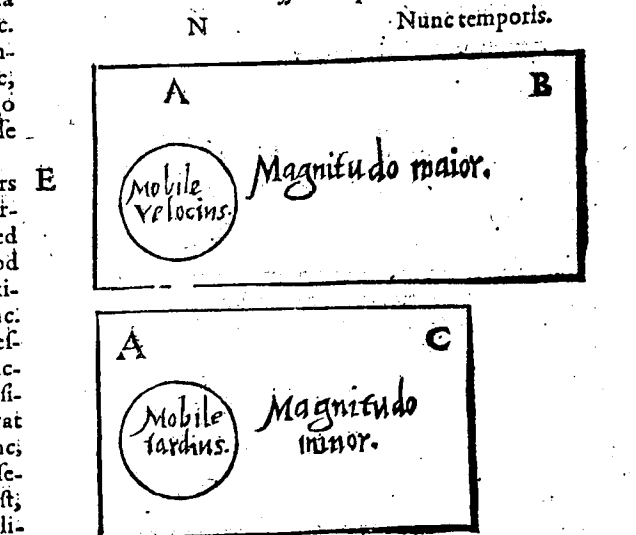 N
Nunc temporis.
A
B
E
Mobile
velocius.
Magnitudo maior.
A
C
Mobile
tardius.
Magnitudo
minor.